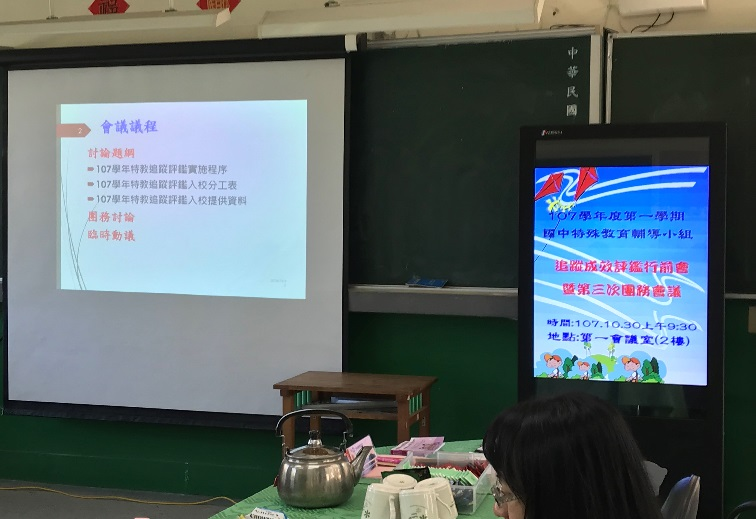 福
中華民國
2
會議議程
討論題綱
107學年特教追蹤評鑑實施程序
107學年特教追蹤評鑑入校分工表
107學年特教追蹤評鑑入校提供資料
團務討論
臨時動議
107學年度第一學期
國中特殊教育輔導小組
追蹤成效評鑑行前會
暨第三次團務會議
時間:107.10.30上午9:30
地點:第一會議室(2樓)